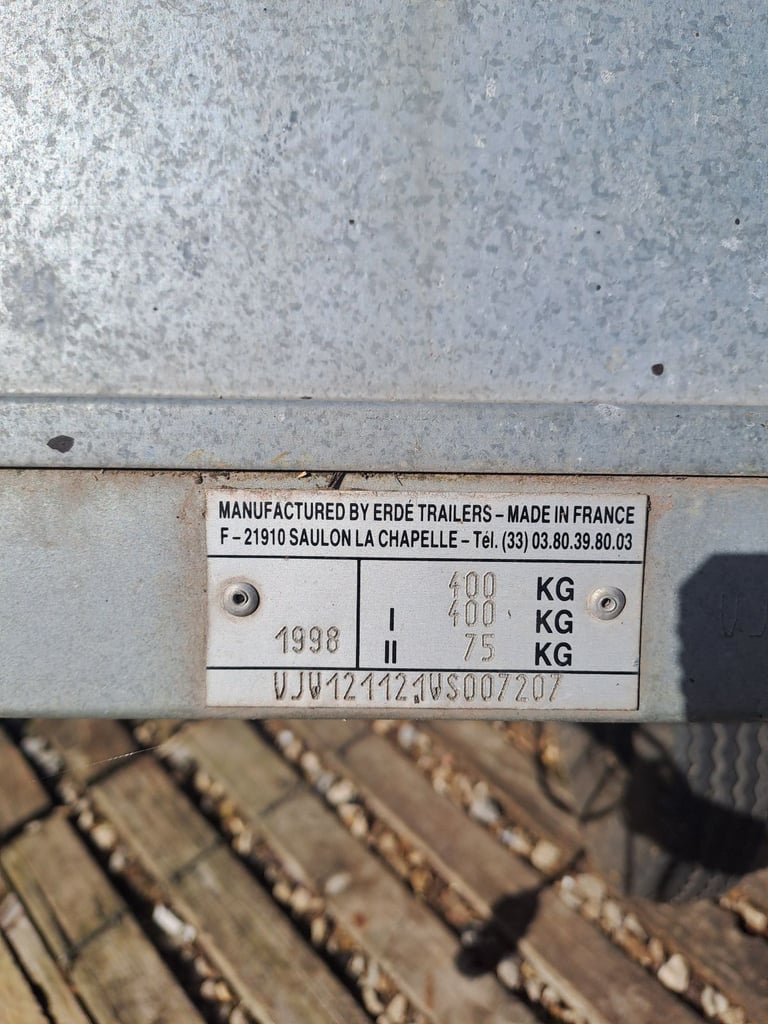 MANUFACTURED BY ERDÉ TRAILERS – MADE IN FRANCE
F – 21910 SAULON LA CHAPELLE – Tél. (33) 03.80.39.80.03
400 KG
I 400 KG
1998 II 75 KG
VJW121121WS007207
VJ